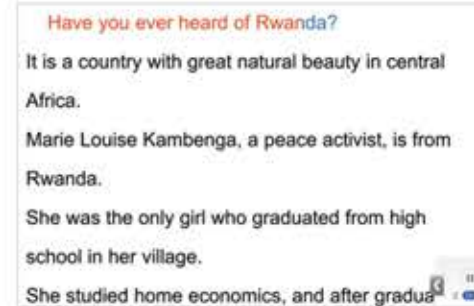 Have you ever heard of Rwanda?
It is a country with great natural beauty in central
Africa.
Marie Louise Kambenga, a peace activist, is from
Rwanda.
She was the only girl who graduated from high
school in her village.
She studied home economics, and after